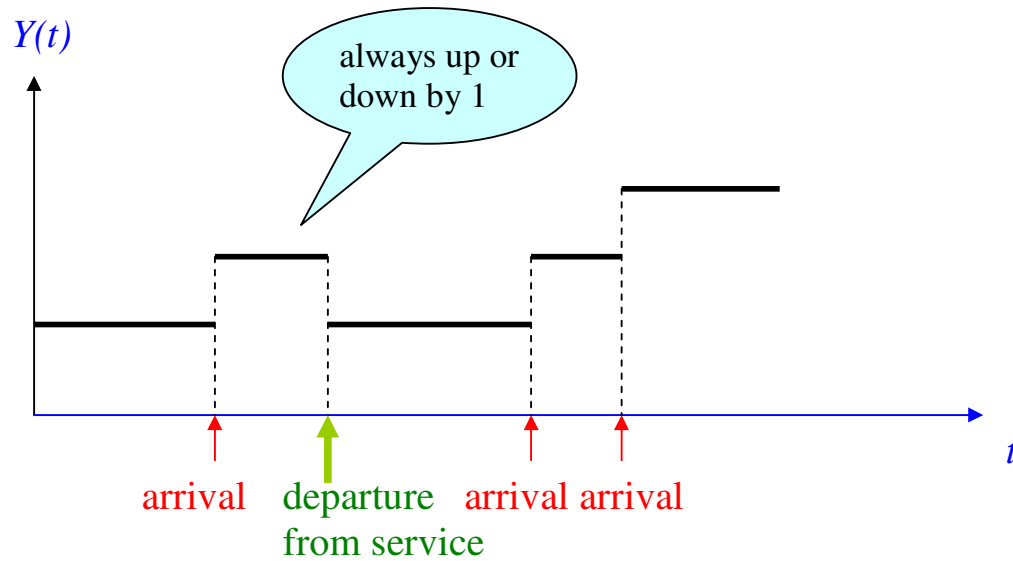 Y(t)
always up or
down by 1
t
arrival
departure
from service
arrival arrival